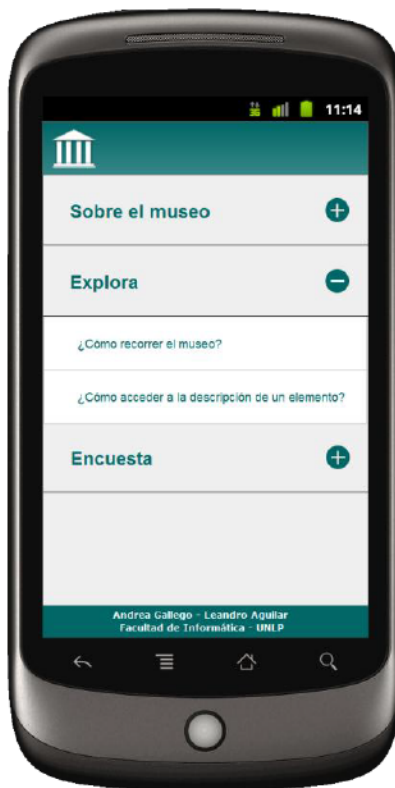 3G
11:14
Sobre el museo
Explora
¿Cómo recorrer el museo?
¿Cómo acceder a la descripción de un elemento?
Encuesta
Andrea Gallego - Leandro Aguilar
Facultad de Informática - UNLP